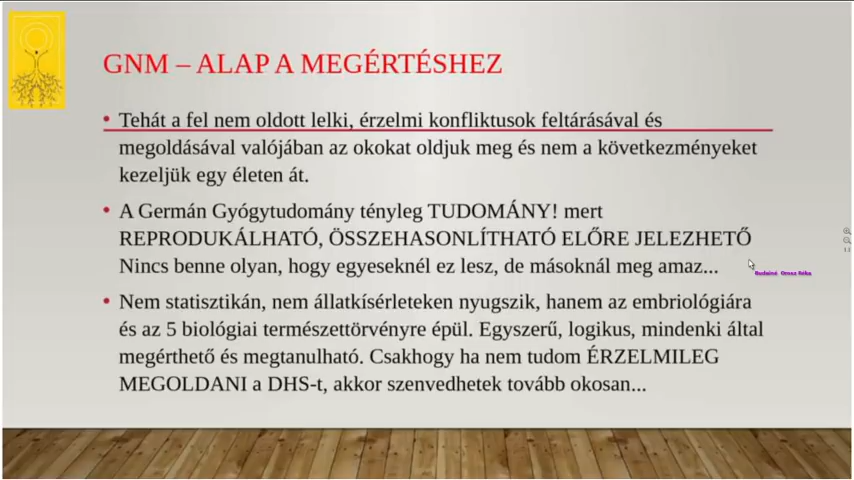 GNM – ALAP A MEGÉRTÉSHEZ
• Tehát a fel nem oldott lelki, érzelmi konfliktusok feltárásával és
megoldásával valójában az okokat oldjuk meg és nem a következményeket
kezeljük egy életen át.
• A Germán Gyógytudomány tényleg TUDOMÁNY! mert
REPRODUKÁLHATÓ, ÖSSZEHASONLÍTHATÓ ELŐRE JELEZHETŐ
Nincs benne olyan, hogy egyeseknél ez lesz, de másoknál meg amaz...
• Nem statisztikán, nem állatkísérleteken nyugszik, hanem az embriológiára
és az 5 biológiai természettörvényre épül. Egyszerű, logikus, mindenki által
megérthető és megtanulható. Csakhogy ha nem tudom ÉRZELMILEG
MEGOLDANI a DHS-t, akkor szenvedhetek tovább okosan...